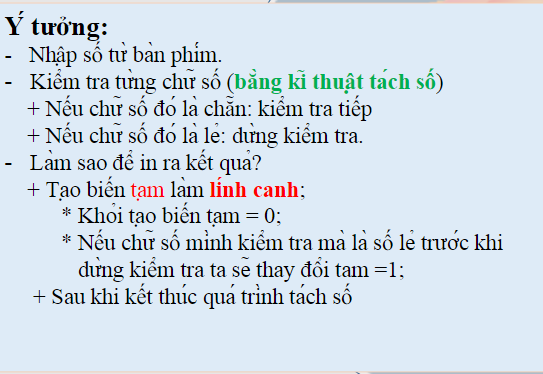 Ý tưởng:
- Nhập số từ bàn phím.
- Kiểm tra từng chữ số (bằng kĩ thuật tách số)
+ Nếu chữ số đó là chẵn: kiểm tra tiếp
+ Nếu chữ số đó là lẻ: dừng kiểm tra.
- Làm sao để in ra kết quả?
+ Tạo biến tạm làm lính canh;
* Khởi tạo biến tạm = 0;
* Nếu chữ số mình kiểm tra mà là số lẻ trước khi
dừng kiểm tra ta sẽ thay đổi tam =1;
+ Sau khi kết thúc quá trình tách số